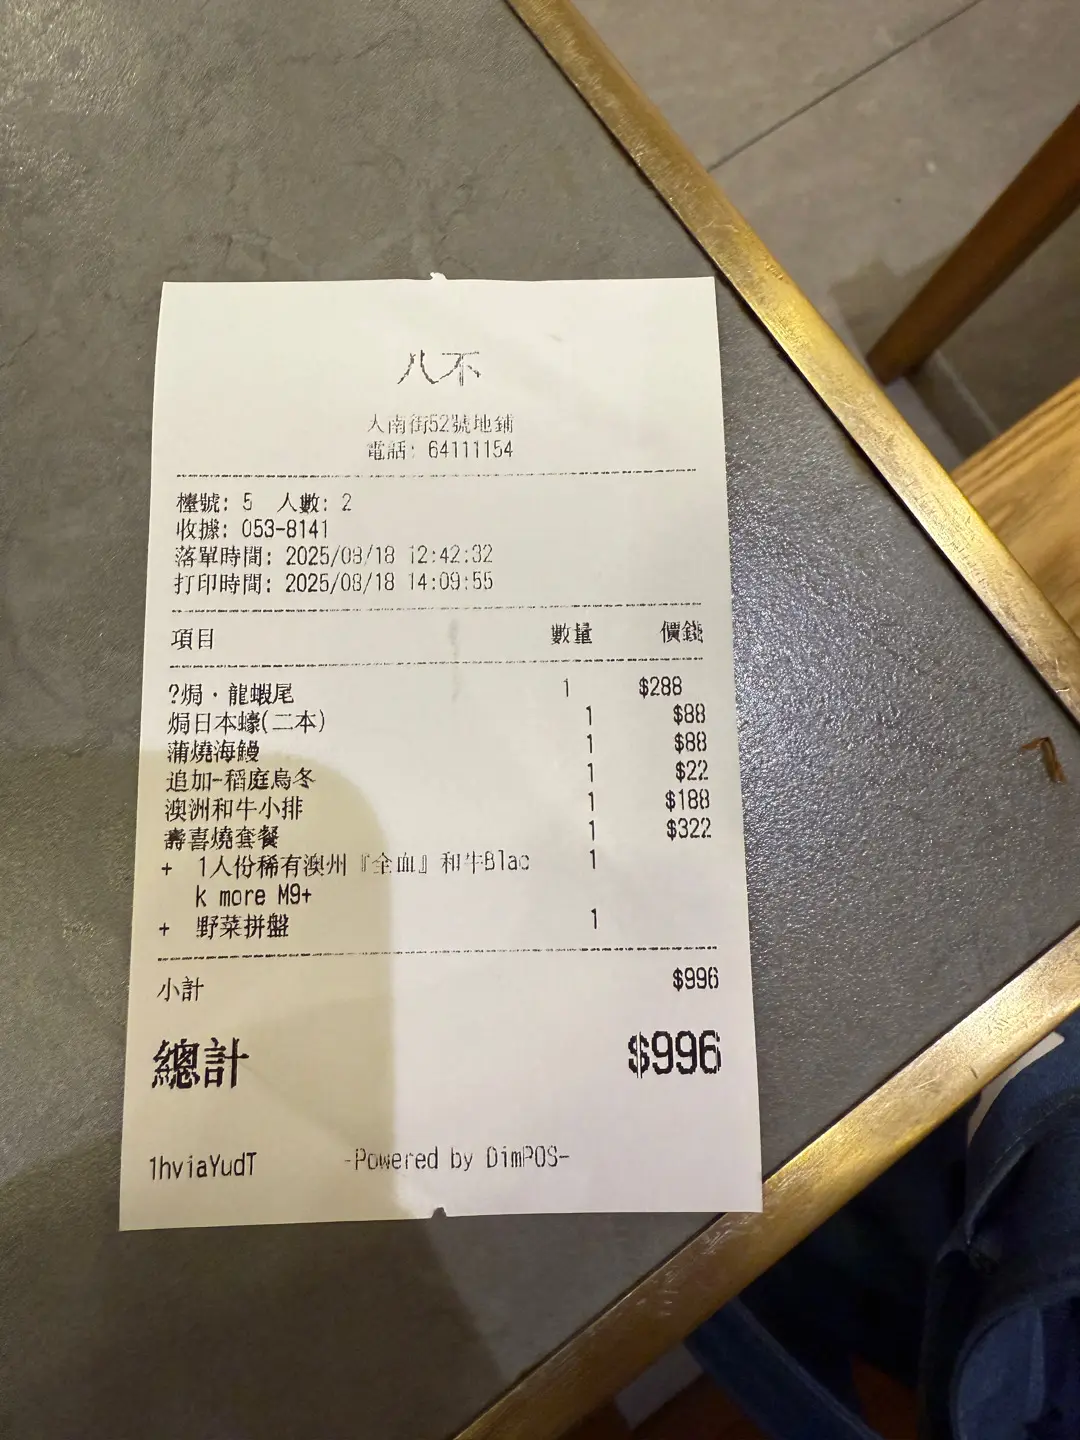 八不
大南街52號地鋪
電話: 64111154
檯號: 5 人數: 2
收據: 053-8141
落單時間: 2025/08/18 12:42:32
打印時間: 2025/08/18 14:09:55
項目 數量 價錢
?焗·龍蝦尾 1 $288
焗日本蠔(二本) 1 $88
蒲燒海鰻 1 $88
追加-稻庭烏冬 1 $22
澳洲和牛小排 1 $188
壽喜燒套餐 1 $322
+ 1人份稀有澳州『全血』和牛Blac 1
k more M9+
+ 野菜拼盤 1
小計 $996
總計 $996
1hviaYudT -Powered by DimPOS-